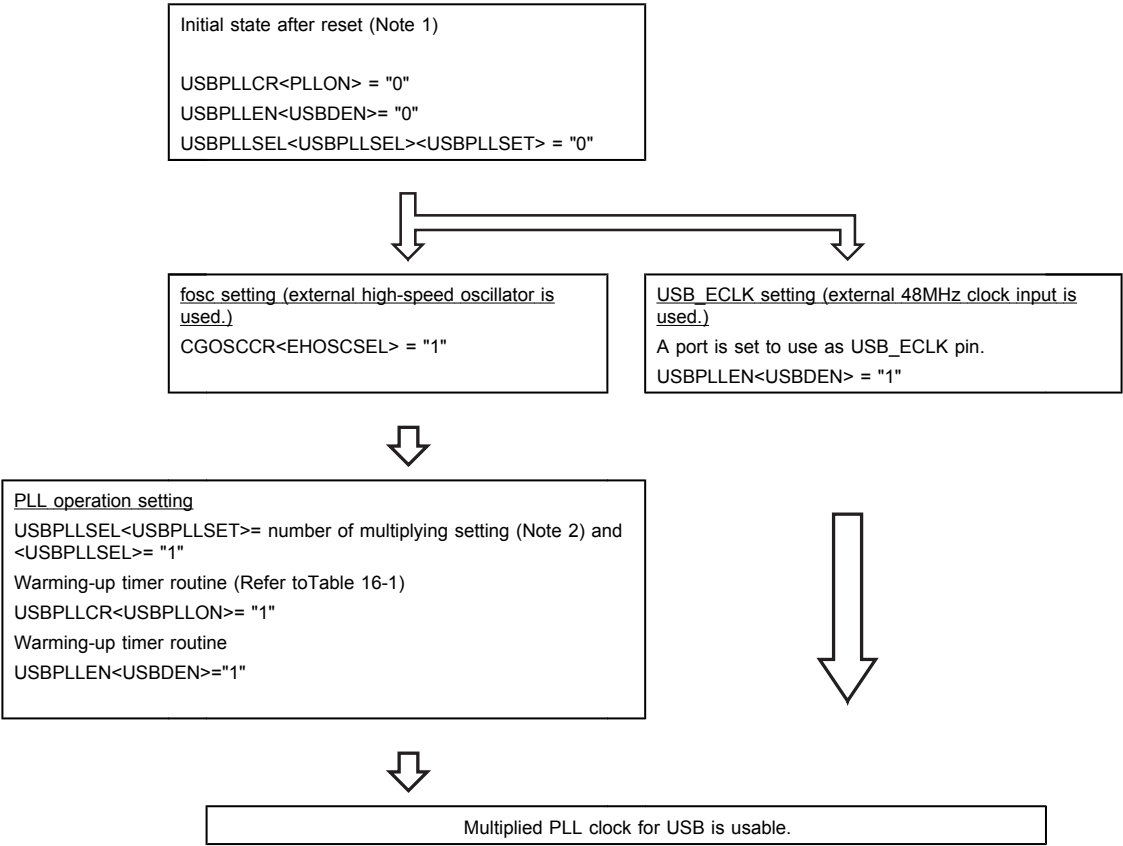 Initial state after reset (Note 1)
USBPLLCR<PLLON> = "0"
USBPLLEN<USBDEN>= "0"
USBPLLSEL<USBPLLSEL><USBPLLSET> = "0"
fosc setting (external high-speed oscillator is
used.)
CGOSCCR<EHOSCSEL> = "1"
USB_ECLK setting (external 48MHz clock input is
used.)
A port is set to use as USB_ECLK pin.
USBPLLEN<USBDEN> = "1"
PLL operation setting
USBPLLSEL<USBPLLSET>= number of multiplying setting (Note 2) and
<USBPLLSEL>= "1"
Warming-up timer routine (Refer toTable 16-1)
USBPLLCR<USBPLLON>= "1"
Warming-up timer routine
USBPLLEN<USBDEN>="1"
Multiplied PLL clock for USB is usable.